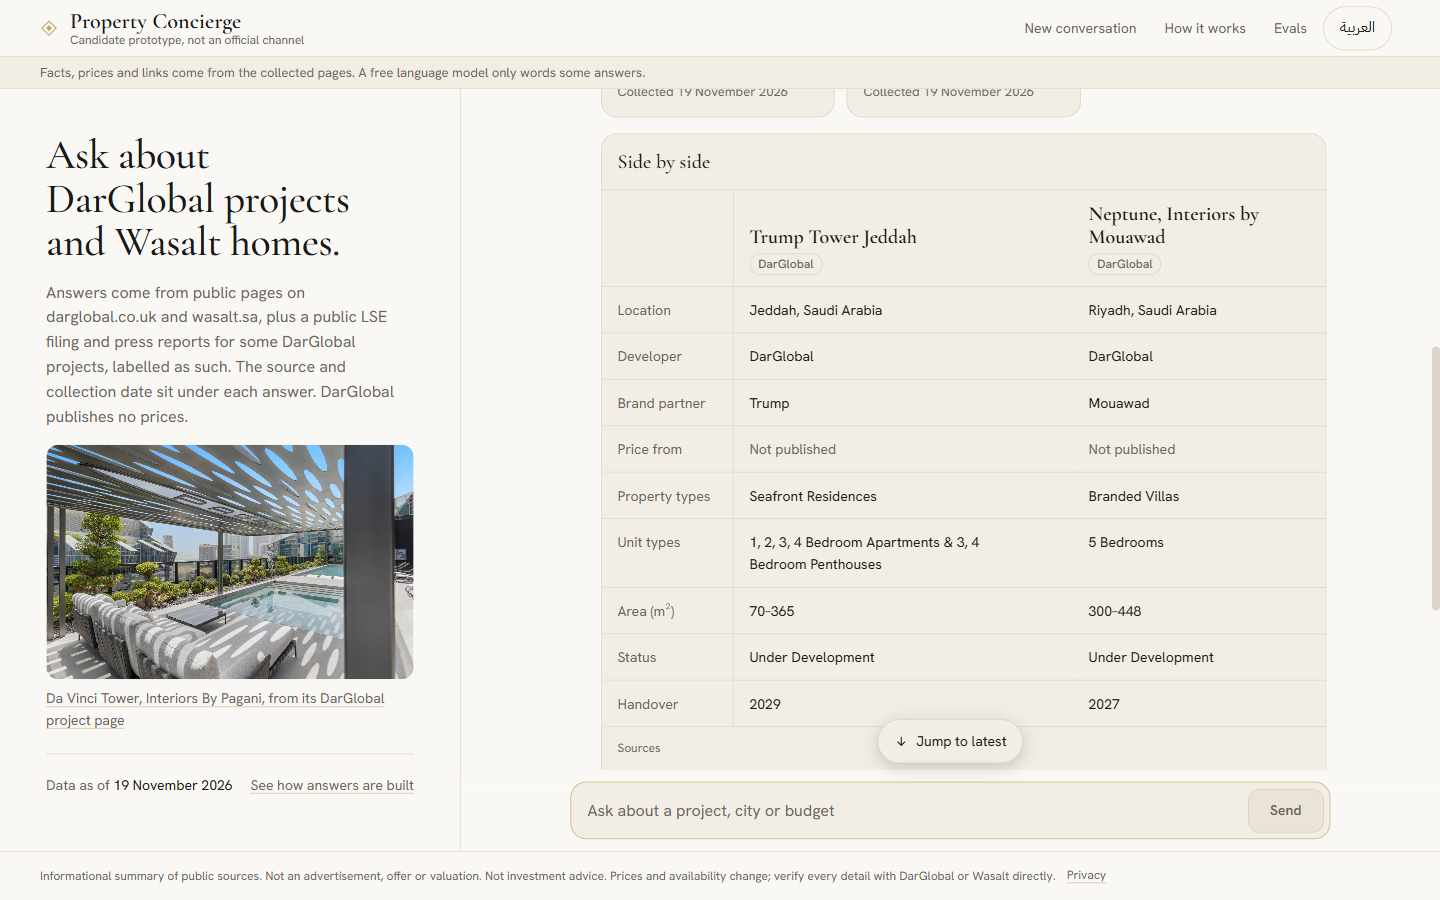 Property Concierge
Candidate prototype, not an official channel
New conversation
How it works
Evals
العربية
Facts, prices and links come from the collected pages. A free language model only words some answers.
Ask about
DarGlobal projects
and Wasalt homes.
Answers come from public pages on
darglobal.co.uk and wasalt.sa, plus a public LSE
filing and press reports for some DarGlobal
projects, labelled as such. The source and
collection date sit under each answer. DarGlobal
publishes no prices.
Da Vinci Tower, Interiors By Pagani, from its DarGlobal
project page
Data as of 19 November 2026
See how answers are built
Collected 19 November 2026
Collected 19 November 2026
Side by side
Trump Tower Jeddah
DarGlobal
Neptune, Interiors by
Mouawad
DarGlobal
Location
Jeddah, Saudi Arabia
Riyadh, Saudi Arabia
Developer
DarGlobal
DarGlobal
Brand partner
Trump
Mouawad
Price from
Not published
Not published
Property types
Seafront Residences
Branded Villas
Unit types
1, 2, 3, 4 Bedroom Apartments & 3, 4
Bedroom Penthouses
5 Bedrooms
Area (m²)
70–365
300–448
Status
Under Development
Under Development
Handover
2029
2027
Sources
↓ Jump to latest
Ask about a project, city or budget
Send
Informational summary of public sources. Not an advertisement, offer or valuation. Not investment advice. Prices and availability change; verify every detail with DarGlobal or Wasalt directly.
Privacy